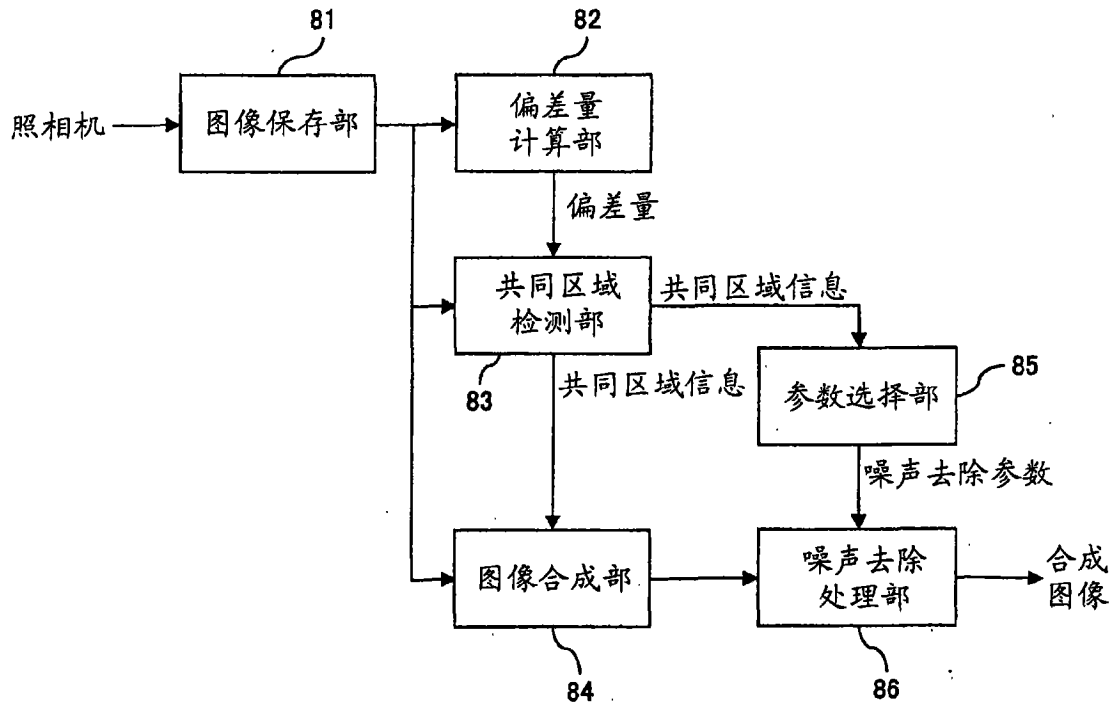 81
82
照相机
图像保存部
偏差量
计算部
偏差量
共同区域
检测部
共同区域信息
83
共同区域信息
85
参数选择部
噪声去除参数
图像合成部
噪声去除
处理部
合成
图像
84
86